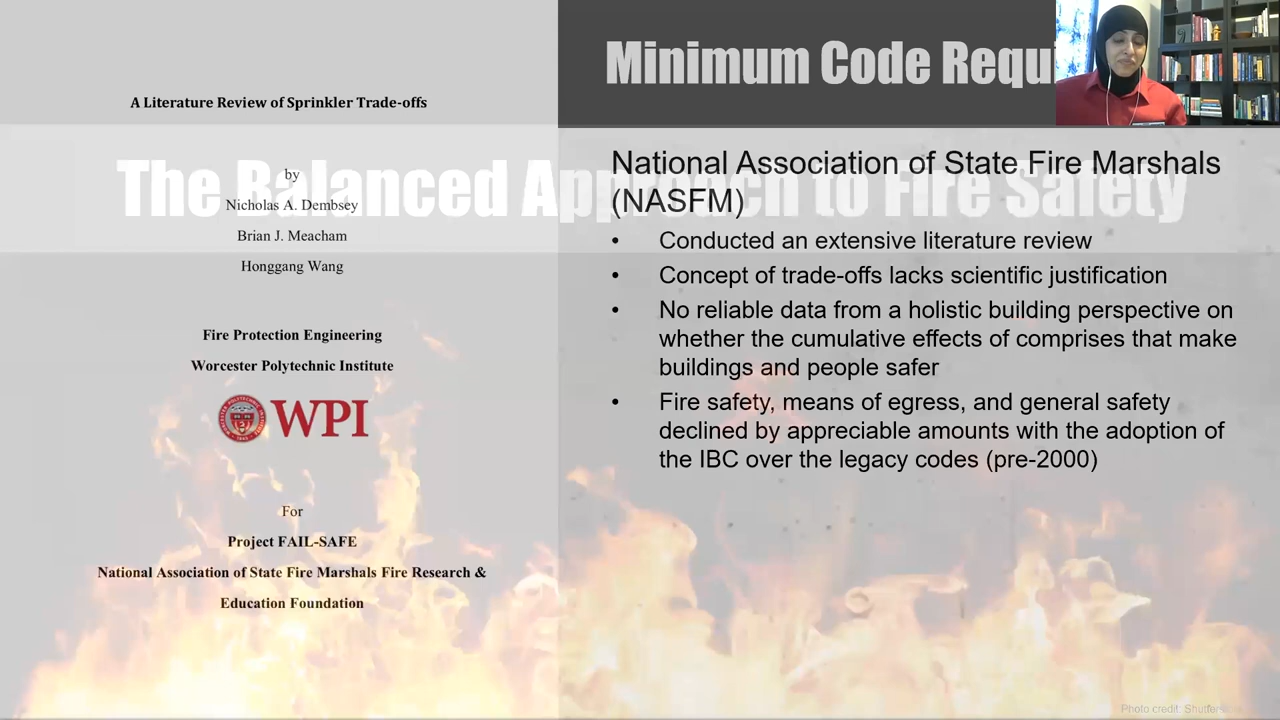 A Literature Review of Sprinkler Trade-offs
by
Nicholas A. Dembsey
Brian J. Meacham
Honggang Wang
Fire Protection Engineering
Worcester Polytechnic Institute
WPI
For
Project FAIL-SAFE
National Association of State Fire Marshals Fire Research &
Education Foundation
Minimum Code Requi
The Balanced Approach to Fire Safety
National Association of State Fire Marshals
(NASFM)
• Conducted an extensive literature review
• Concept of trade-offs lacks scientific justification
• No reliable data from a holistic building perspective on
whether the cumulative effects of comprises that make
buildings and people safer
• Fire safety, means of egress, and general safety
declined by appreciable amounts with the adoption of
the IBC over the legacy codes (pre-2000)
Photo credit: